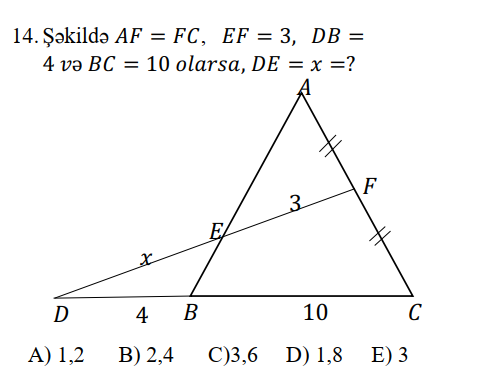 14. Şəkildə AF = FC, EF = 3, DB =
4 və BC = 10 olarsa, DE = x =?
A
F
3
E
x
D 4 B 10 C
A) 1,2 B) 2,4 C)3,6 D) 1,8 E) 3